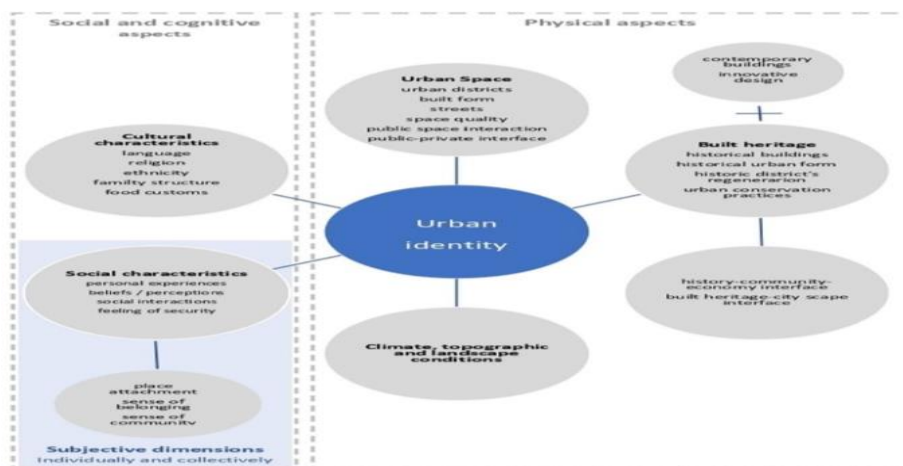 Social and cognitive
aspects
Physical aspects
Cultural
characteristics
language
religion
ethnicity
familty structure
food customs
Social characteristics
personal experiences
beliefs / perceptions
social interactions
feeling of security
place
attachment
sense of
belonging
sense of
community
Subjective dimensions
Individually and collectively
Urban Space
urban districts
built form
streets
space quality
public space interaction
public-private interface
Urban
identity
Climate, topographic
and landscape
conditions
contemporary
buildings
innovative
design
Built heritage
historical buildings
historical urban form
historic district's
regenerarion
urban conservation
practices
history-community-
economy interface
built heritage-city scape
interface